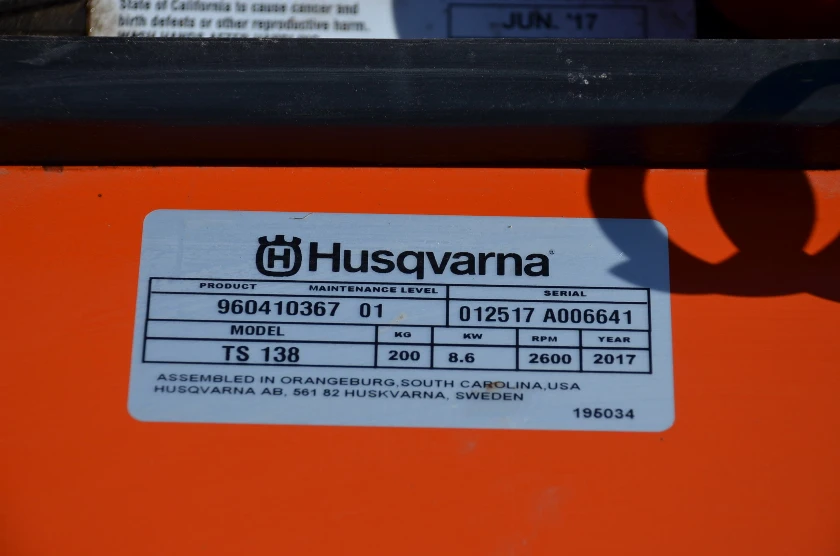 State of California to cause cancer and
birth defects or other reproductive harm.
JUN. '17
Husqvarna
PRODUCT MAINTENANCE LEVEL SERIAL
960410367 01 012517 A006641
MODEL KG KW RPM YEAR
TS 138 200 8.6 2600 2017
ASSEMBLED IN ORANGEBURG,SOUTH CAROLINA,USA
HUSQVARNA AB, 561 82 HUSKVARNA, SWEDEN
195034